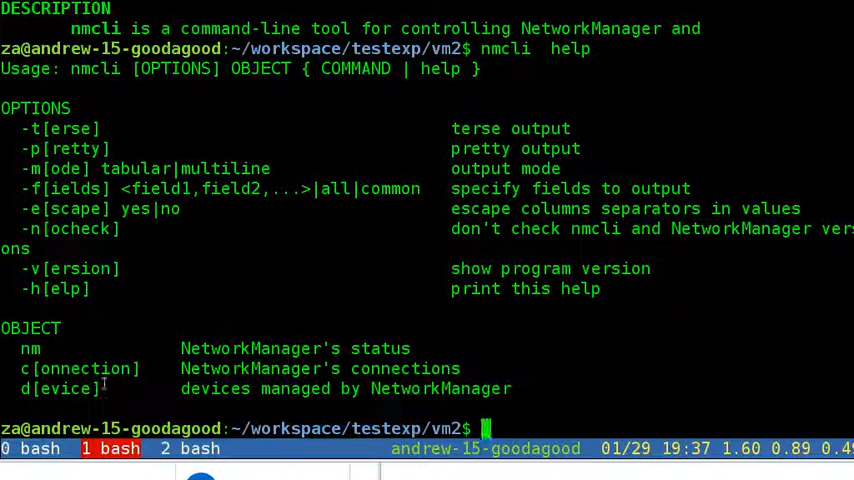 DESCRIPTION
nmcli is a command-line tool for controlling NetworkManager and
za@andrew-15-goodagood:~/workspace/testexp/vm2$ nmcli  help
Usage: nmcli [OPTIONS] OBJECT { COMMAND | help }
OPTIONS
-t[erse] terse output
-p[retty] pretty output
-m[ode] tabular|multiline output mode
-f[ields] <field1,field2,...>|all|common specify fields to output
-e[scape] yes|no escape columns separators in values
-n[ocheck] don't check nmcli and NetworkManager vers
ons
-v[ersion] show program version
-h[elp] print this help
OBJECT
nm NetworkManager's status
c[onnection] NetworkManager's connections
d[evice] devices managed by NetworkManager
za@andrew-15-goodagood:~/workspace/testexp/vm2$
0 bash 1 bash 2 bash andrew-15-goodagood 01/29 19:37 1.60 0.89 0.49